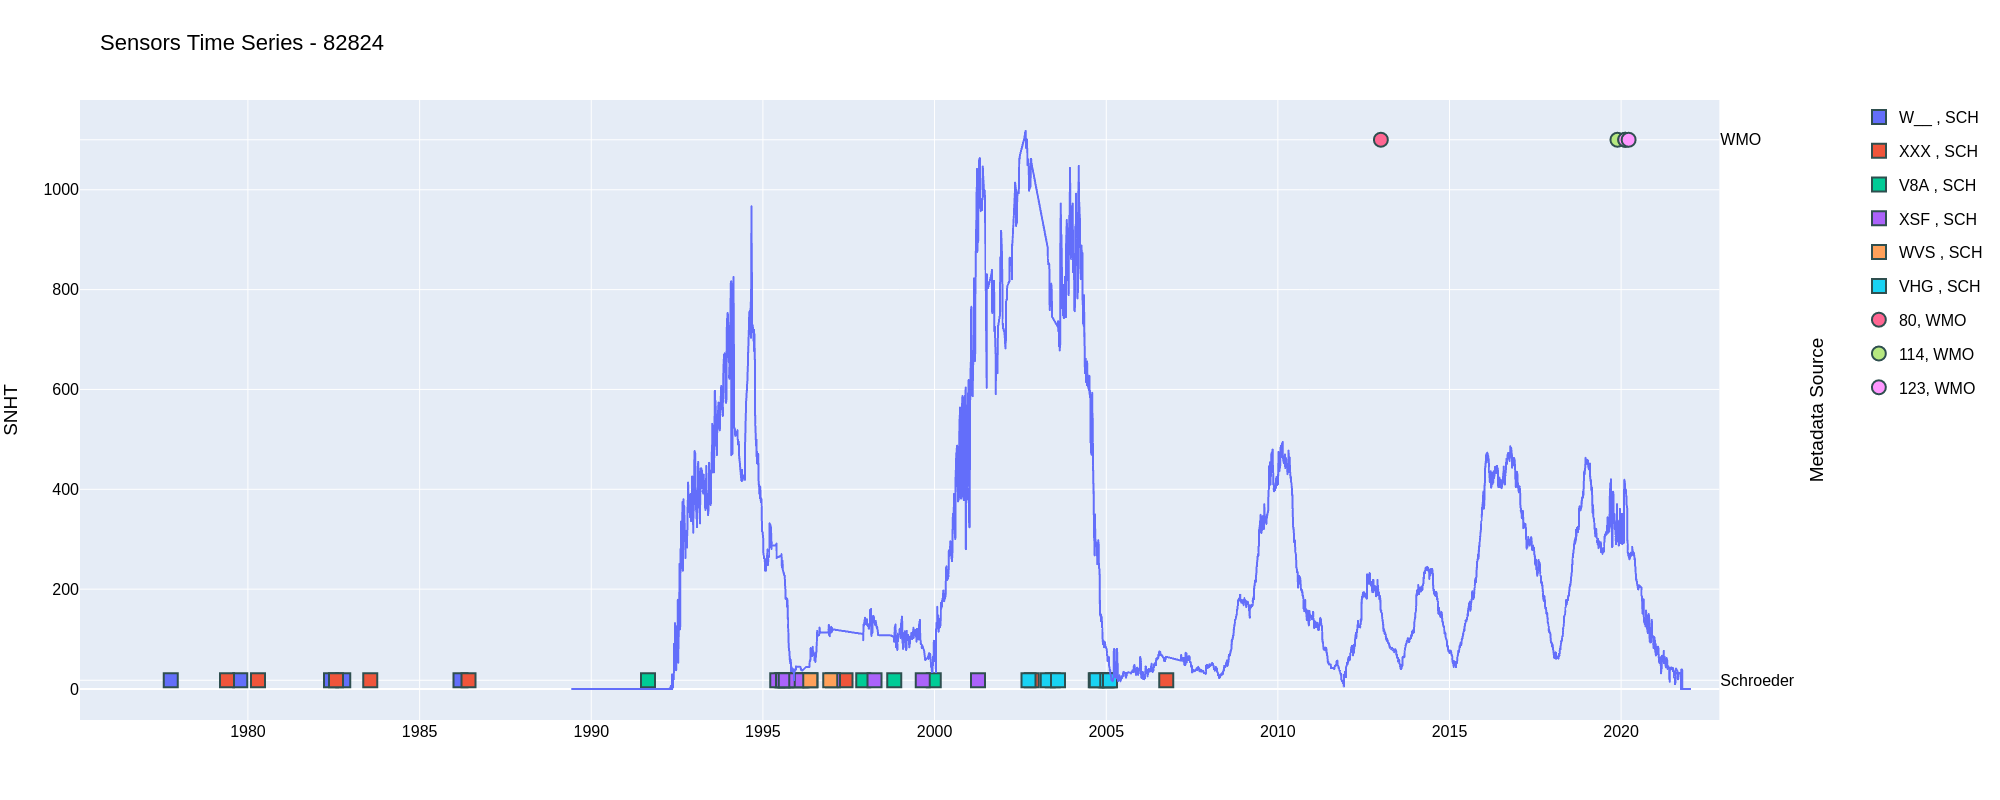 Sensors Time Series - 82824
SNHT
1000
800
600
400
200
0
1980
1985
1990
1995
2000
2005
2010
2015
2020
WMO
Schroeder
Metadata Source
W__ , SCH
XXX , SCH
V8A , SCH
XSF , SCH
WVS , SCH
VHG , SCH
80, WMO
114, WMO
123, WMO